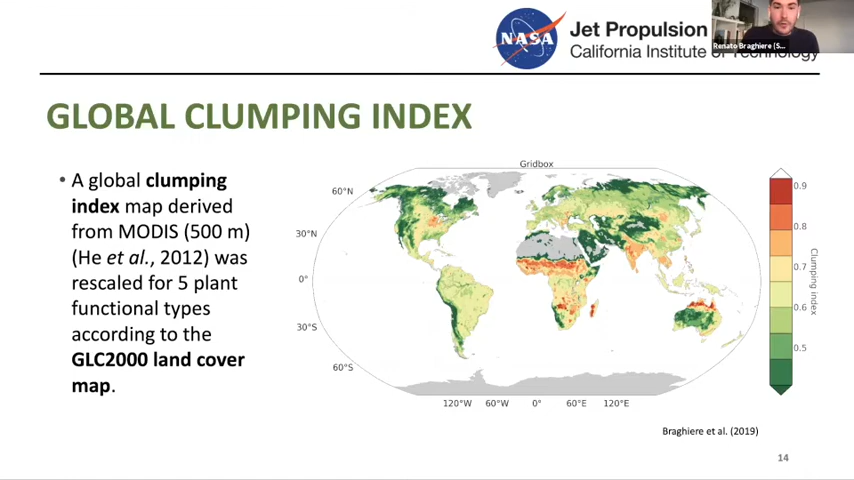 NASA
Jet Propulsion
California Institute of Technology
Renato Braghiere (S...
GLOBAL CLUMPING INDEX
• A global clumping
index map derived
from MODIS (500 m)
(He et al., 2012) was
rescaled for 5 plant
functional types
according to the
GLC2000 land cover
map.
Gridbox
60°N
30°N
0°
30°S
60°S
120°W 60°W 0° 60°E 120°E
0.9
0.8
0.7
0.6
0.5
Clumping index
Braghiere et al. (2019)
14